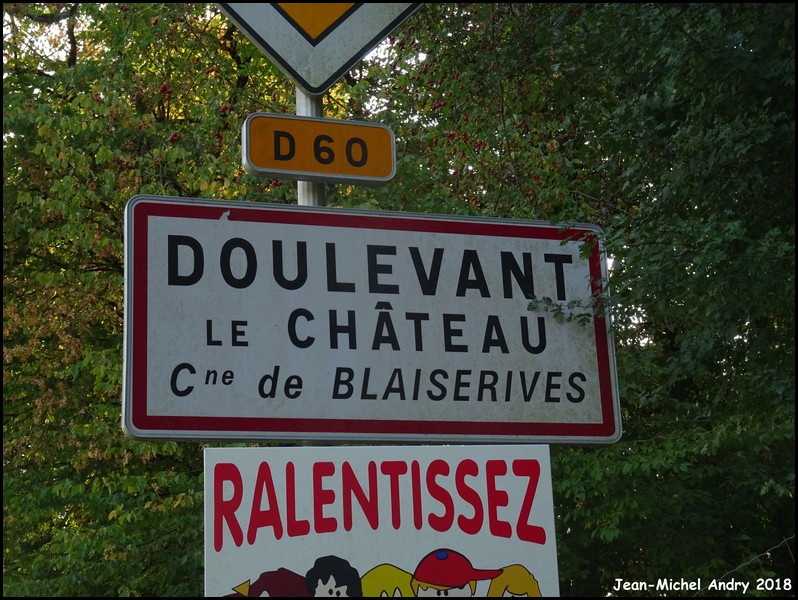 D 60
DOULEVANT
LE CHÂTEAU
Cne de BLAISERIVES
RALENTISSEZ
Jean-Michel Andry 2018